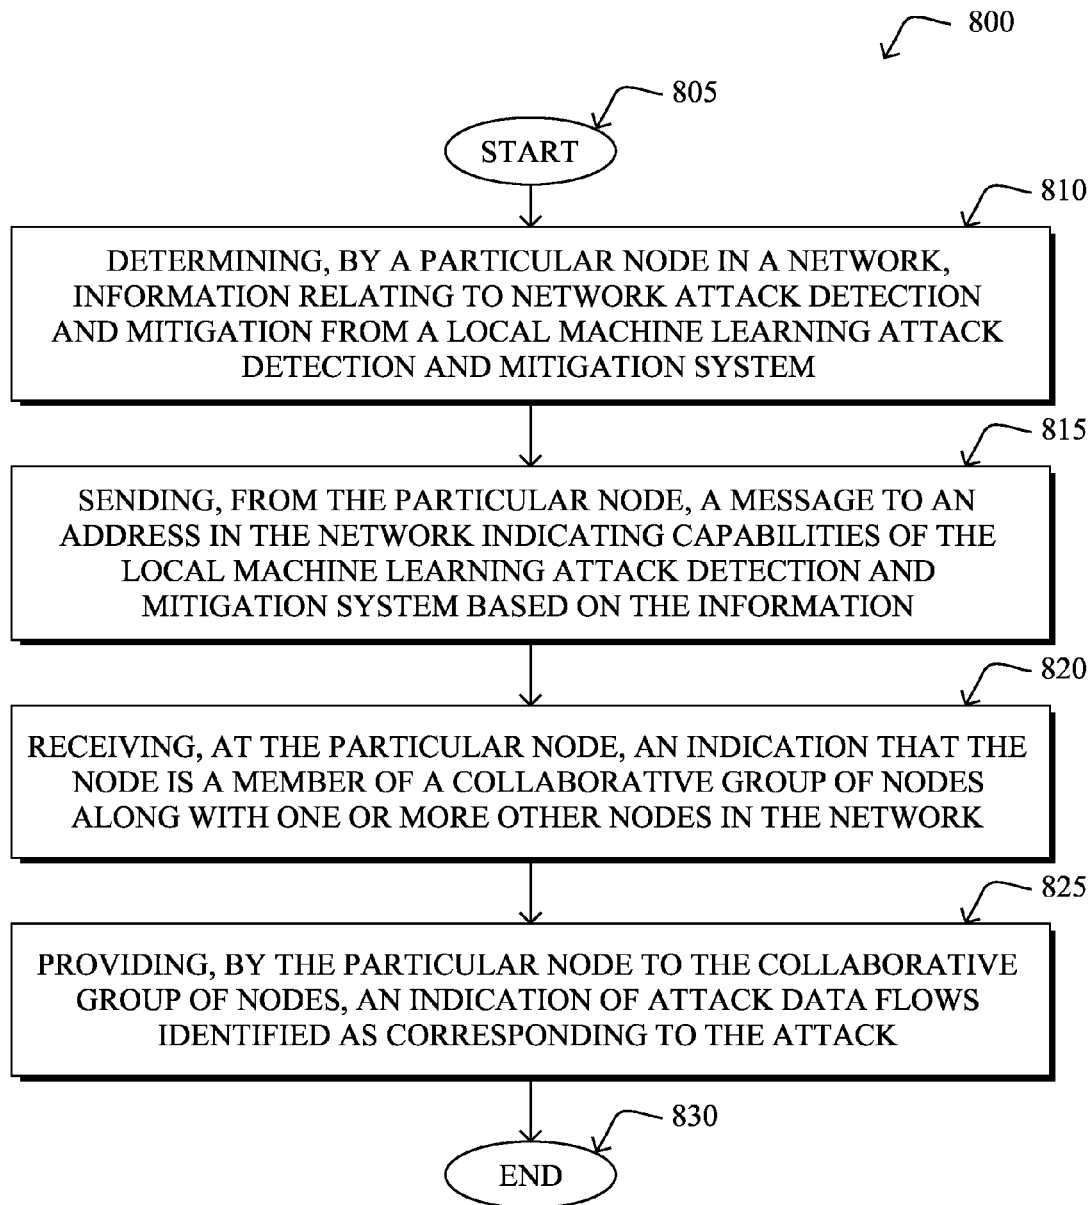 800
805
START
810
DETERMINING, BY A PARTICULAR NODE IN A NETWORK,
INFORMATION RELATING TO NETWORK ATTACK DETECTION
AND MITIGATION FROM A LOCAL MACHINE LEARNING ATTACK
DETECTION AND MITIGATION SYSTEM
815
SENDING, FROM THE PARTICULAR NODE, A MESSAGE TO AN
ADDRESS IN THE NETWORK INDICATING CAPABILITIES OF THE
LOCAL MACHINE LEARNING ATTACK DETECTION AND
MITIGATION SYSTEM BASED ON THE INFORMATION
820
RECEIVING, AT THE PARTICULAR NODE, AN INDICATION THAT THE
NODE IS A MEMBER OF A COLLABORATIVE GROUP OF NODES
ALONG WITH ONE OR MORE OTHER NODES IN THE NETWORK
825
PROVIDING, BY THE PARTICULAR NODE TO THE COLLABORATIVE
GROUP OF NODES, AN INDICATION OF ATTACK DATA FLOWS
IDENTIFIED AS CORRESPONDING TO THE ATTACK
830
END